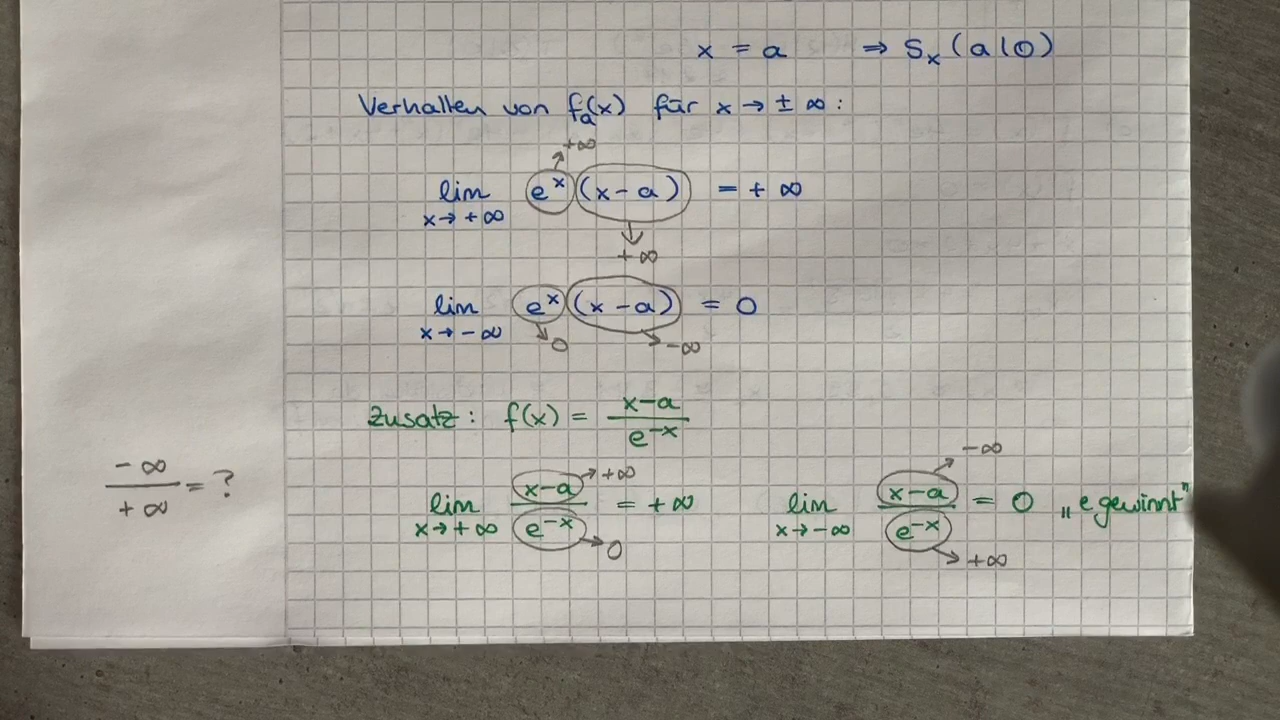 x = a ⇒ Sx (a|0)
Verhalten von fa(x) für x → ± ∞ :
+∞
lim x→+∞ e^x (x - a) = + ∞
+ ∞
lim x→-∞ e^x (x - a) = 0
0 -∞
Zusatz: f(x) = (x-a)/(e^-x)
-∞/+∞ = ?
+∞
lim x→+∞ (x-a)/(e^-x) = +∞
0
-∞
lim x→-∞ (x-a)/(e^-x) = 0 „e gewinnt"
+∞